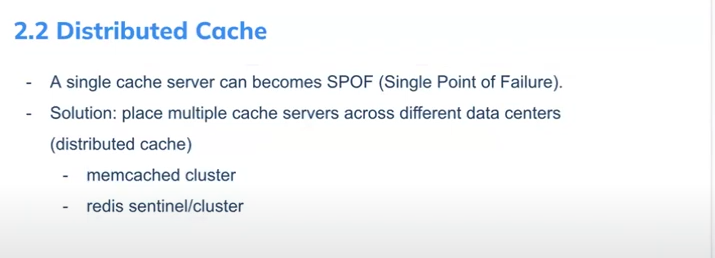 2.2 Distributed Cache
- A single cache server can becomes SPOF (Single Point of Failure).
- Solution: place multiple cache servers across different data centers
(distributed cache)
- memcached cluster
- redis sentinel/cluster